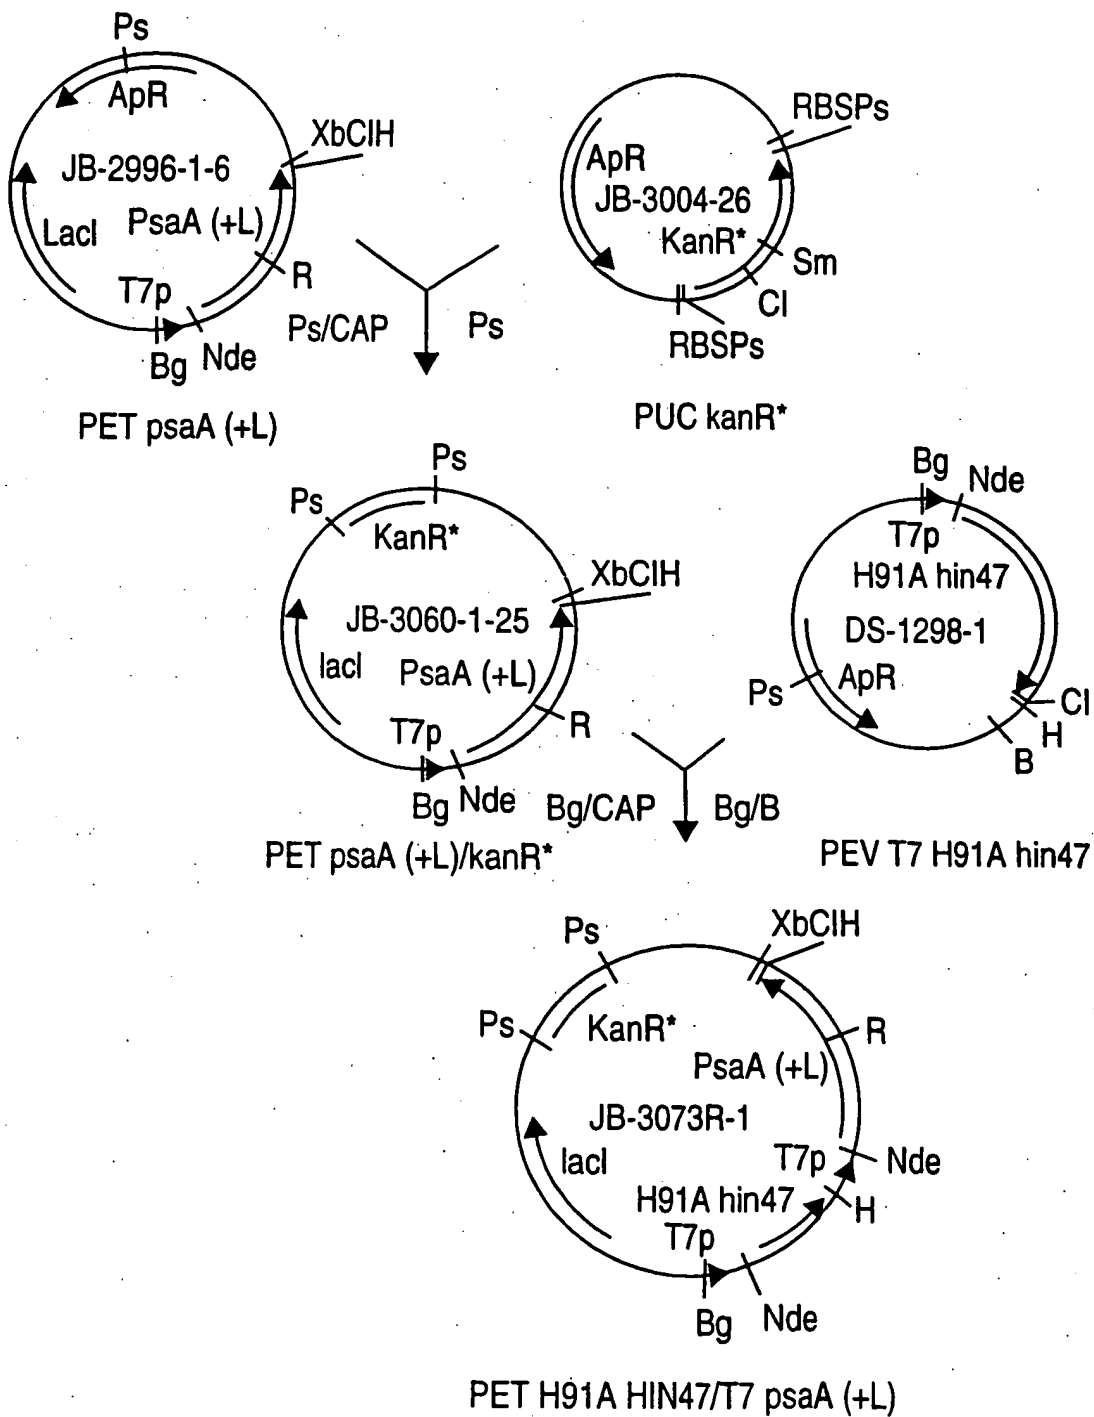 Ps
ApR
XbClH
JB-2996-1-6
LacI
PsaA (+L)
R
T7p
Bg
Nde
PET psaA (+L)
RBSPs
ApR
JB-3004-26
KanR*
Sm
Cl
RBSPs
PUC kanR*
Ps/CAP
Ps
Ps
Ps
KanR*
XbClH
JB-3060-1-25
lacI
PsaA (+L)
R
T7p
Bg
Nde
PET psaA (+L)/kanR*
Bg
Nde
T7p
H91A hin47
DS-1298-1
Ps
ApR
Cl
H
B
PEV T7 H91A hin47
Bg/CAP
Bg/B
Ps
XbClH
Ps
KanR*
R
PsaA (+L)
JB-3073R-1
lacI
T7p
Nde
H91A hin47
H
T7p
Bg
Nde
PET H91A HIN47/T7 psaA (+L)